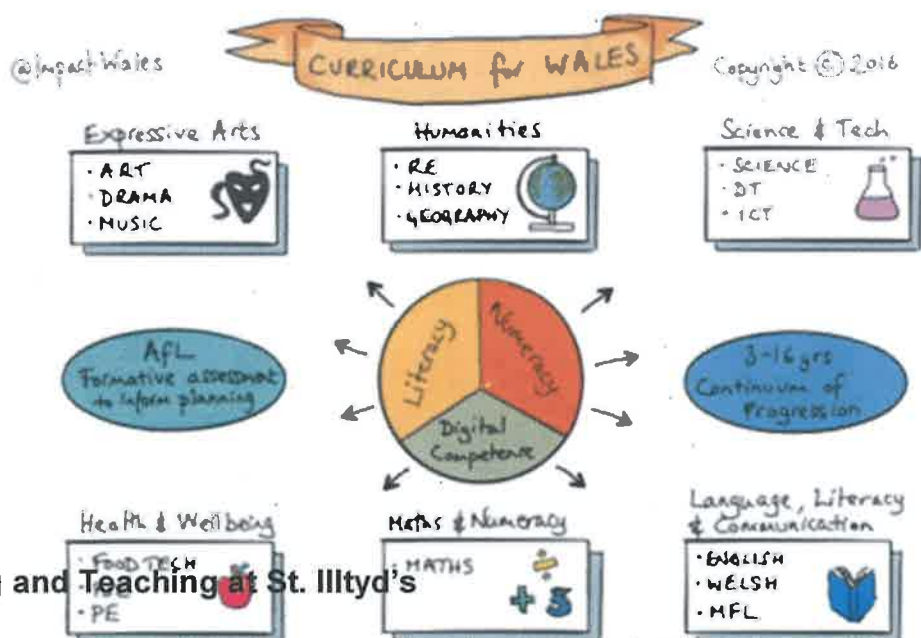 CURRICULUM for WALES
@ImpactWales
Copyright © 2016
Expressive Arts
· ART
· DRAMA
· MUSIC
Humanities
· RE
· HISTORY
· GEOGRAPHY
Science & Tech
· SCIENCE
· DT
· ICT
AfL
Formative assessment
to inform planning
Literacy
Numeracy
Digital
Competence
3-16 yrs
Continuum of
Progression
Health & Wellbeing
· FOOD TECH
· PE
Maths & Numeracy
· MATHS
÷
+ 3
Language, Literacy
& Communication
· ENGLISH
· WELSH
· MFL
and Teaching at St. Illtyd's